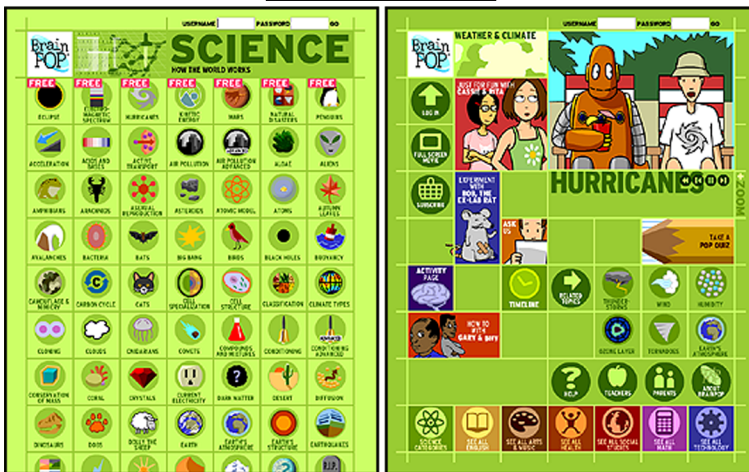 USERNAME PASSWORD GO
Brain POP
SCIENCE
HOW THE WORLD WORKS
FREE FREE FREE FREE FREE FREE FREE
ECLIPSE
ELECTRO-MAGNETIC SPECTRUM
HURRICANES
KINETIC ENERGY
MARS
NATURAL DISASTERS
PENGUINS
ACCELERATION
ACIDS AND BASES
ACTIVE TRANSPORT
AIR POLLUTION
AIR POLLUTION ADVANCED
ALGAE
ALIENS
AMPHIBIANS
ARACHNIDS
ASEXUAL REPRODUCTION
ASTEROIDS
ATOMIC MODEL
ATOMS
AUTUMN LEAVES
AVALANCHES
BACTERIA
BATS
BIG BANG
BIRDS
BLACK HOLES
BUOYANCY
CAMOUFLAGE & MIMICRY
CARBON CYCLE
CATS
CELL SPECIALIZATION
CELL STRUCTURE
CLASSIFICATION
CLIMATE TYPES
CLONING
CLOUDS
CNIDARIANS
COMETS
COMPOUNDS AND MIXTURES
CONDITIONING
CONDITIONING ADVANCED
CONSERVATION OF MASS
CORAL
CRYSTALS
CURRENT ELECTRICITY
DARK MATTER
DESERT
DIFFUSION
DINOSAURS
DOGS
DOLLY THE SHEEP
EARTH
EARTH'S ATMOSPHERE
EARTH'S STRUCTURE
EARTHQUAKES
R.I.P.
USERNAME PASSWORD GO
Brain POP
WEATHER & CLIMATE
LOG IN
JUST FOR FUN WITH
CASSIE & RITA
FULL SCREEN
MOVIE
SUBSCRIBE
EXPERIMENT
WITH
BOB, THE
EX-LAB RAT
HURRICANES
ZOOM
ASK
US
TAKE A
POP QUIZ
ACTIVITY
PAGE
TIMELINE
RELATED
TOPICS
THUNDER-
STORMS
WIND
HUMIDITY
HOW TO
WITH
GARY & gary
OZONE LAYER
TORNADOES
EARTH'S
ATMOSPHERE
HELP
TEACHERS
PARENTS
ABOUT
BRAINPOP
SCIENCE
CATEGORIES
SEE ALL
ENGLISH
SEE ALL ARTS
& MUSIC
SEE ALL
HEALTH
SEE ALL SOCIAL
STUDIES
SEE ALL
MATH
SEE ALL
TECHNOLOGY